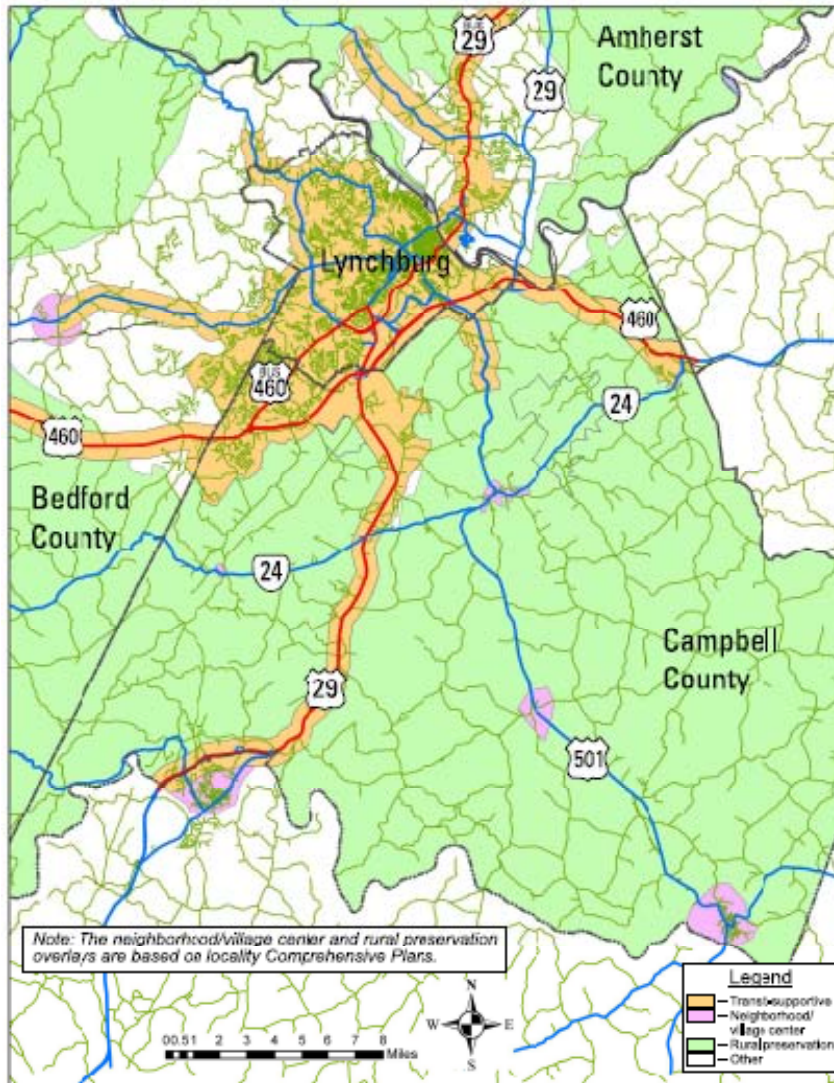 BUS
29
Amherst
County
29
Lynchburg
460
BUS
460
24
460
Bedford
County
24
Campbell
County
29
501
Note: The neighborhood/village center and rural preservation
overlays are based on locality Comprehensive Plans.
N
W
E
S
0 0.5 1 2 3 4 5 6 7 8
Miles
Legend
Transit-supportive
Neighborhood/
village center
Rural preservation
Other